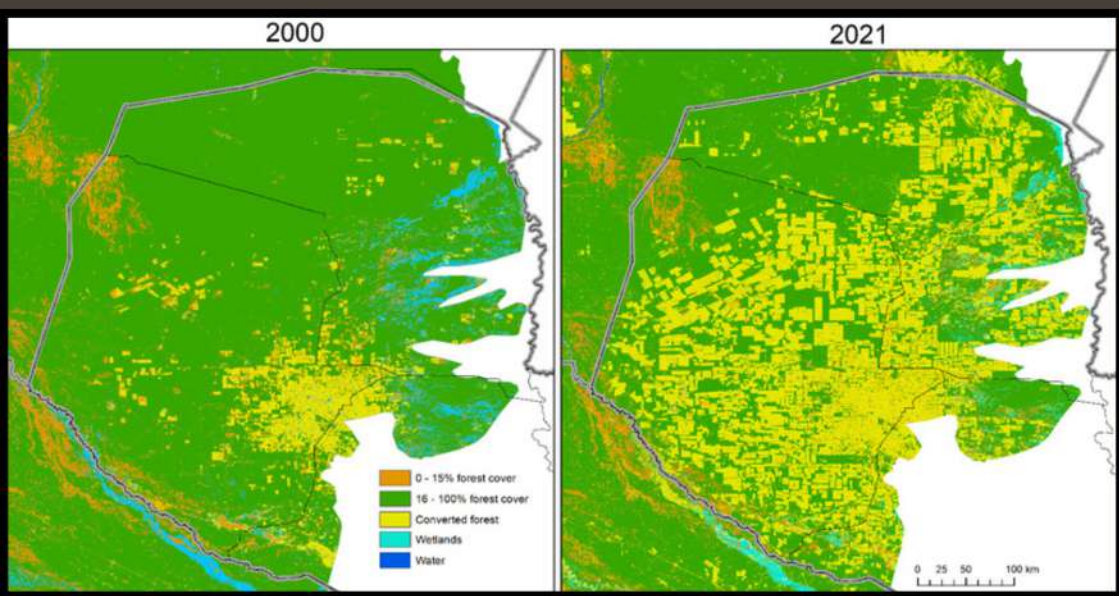 2000
2021
0 - 15% forest cover
16 - 100% forest cover
Converted forest
Wetlands
Water
0 25 50 100 km